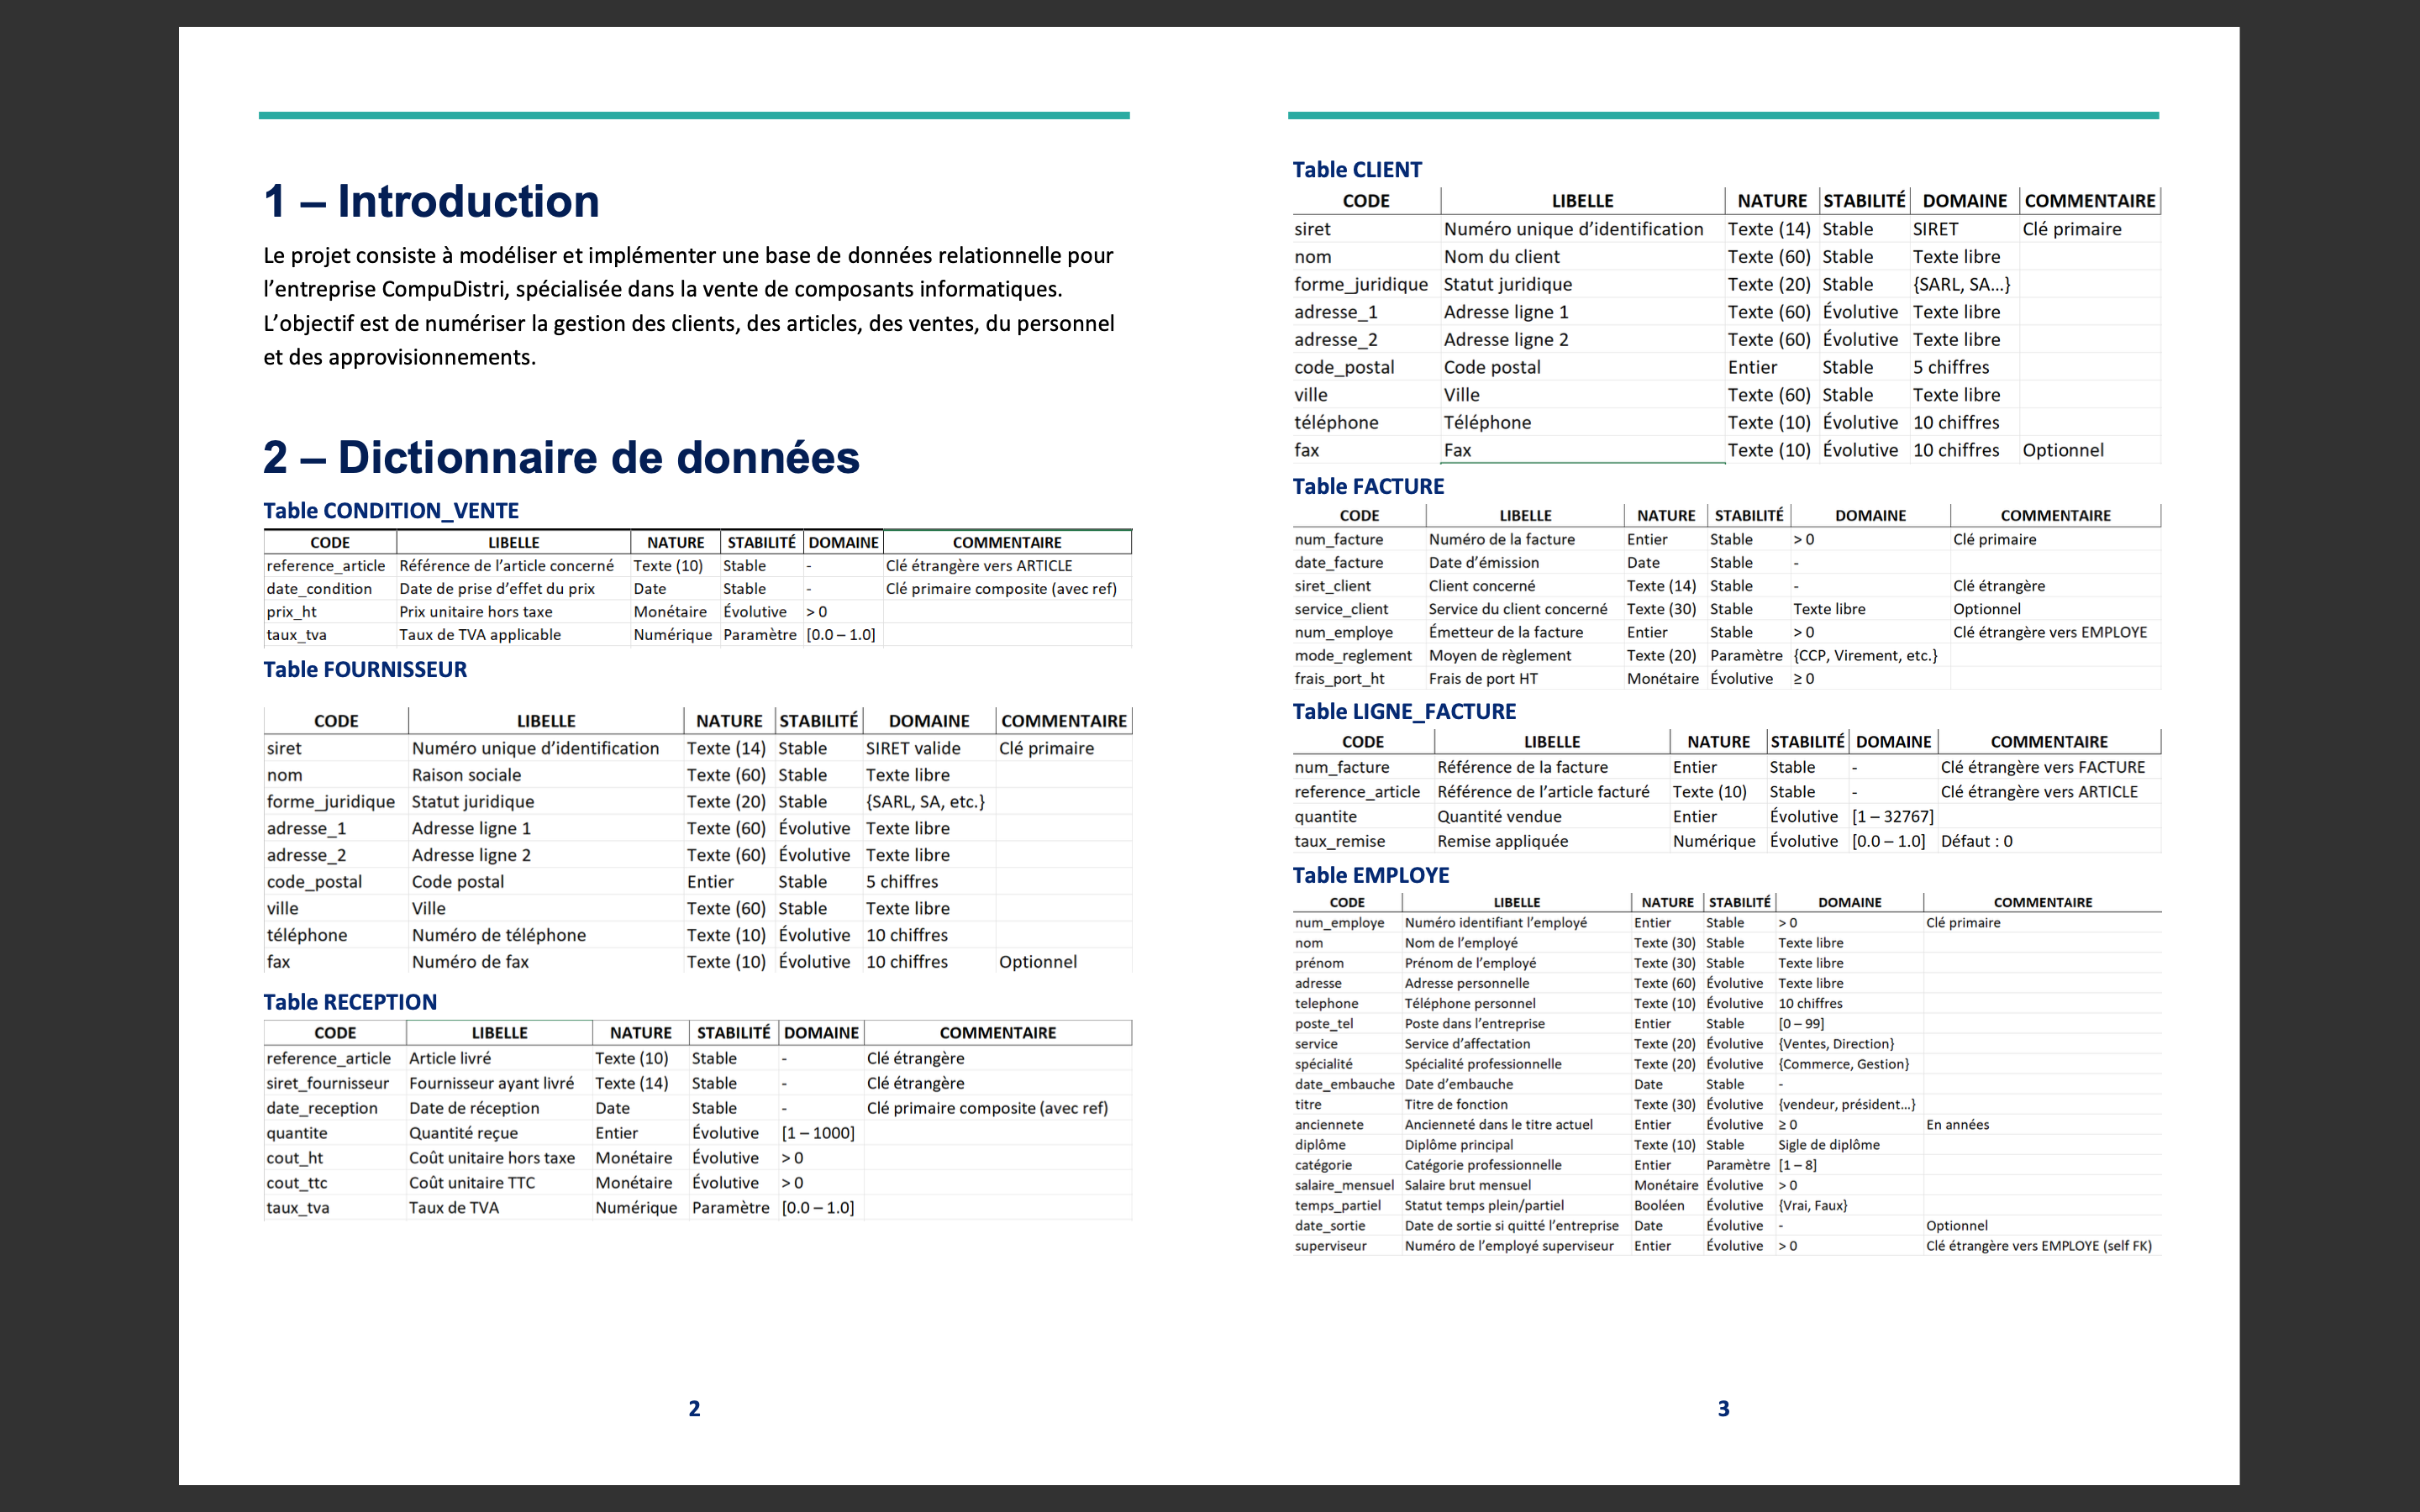 1 – Introduction
Le projet consiste à modéliser et implémenter une base de données relationnelle pour
l’entreprise CompuDistri, spécialisée dans la vente de composants informatiques.
L’objectif est de numériser la gestion des clients, des articles, des ventes, du personnel
et des approvisionnements.
2 – Dictionnaire de données
Table CONDITION_VENTE
CODE LIBELLE NATURE STABILITÉ DOMAINE COMMENTAIRE
reference_article Référence de l’article concerné Texte (10) Stable - Clé étrangère vers ARTICLE
date_condition Date de prise d’effet du prix Date Stable - Clé primaire composite (avec ref)
prix_ht Prix unitaire hors taxe Monétaire Évolutive > 0
taux_tva Taux de TVA applicable Numérique Paramètre [0.0 – 1.0]
Table FOURNISSEUR
CODE LIBELLE NATURE STABILITÉ DOMAINE COMMENTAIRE
siret Numéro unique d’identification Texte (14) Stable SIRET valide Clé primaire
nom Raison sociale Texte (60) Stable Texte libre
forme_juridique Statut juridique Texte (20) Stable {SARL, SA, etc.}
adresse_1 Adresse ligne 1 Texte (60) Évolutive Texte libre
adresse_2 Adresse ligne 2 Texte (60) Évolutive Texte libre
code_postal Code postal Entier Stable 5 chiffres
ville Ville Texte (60) Stable Texte libre
téléphone Numéro de téléphone Texte (10) Évolutive 10 chiffres
fax Numéro de fax Texte (10) Évolutive 10 chiffres Optionnel
Table RECEPTION
CODE LIBELLE NATURE STABILITÉ DOMAINE COMMENTAIRE
reference_article Article livré Texte (10) Stable - Clé étrangère
siret_fournisseur Fournisseur ayant livré Texte (14) Stable - Clé étrangère
date_reception Date de réception Date Stable - Clé primaire composite (avec ref)
quantite Quantité reçue Entier Évolutive [1 – 1000]
cout_ht Coût unitaire hors taxe Monétaire Évolutive > 0
cout_ttc Coût unitaire TTC Monétaire Évolutive > 0
taux_tva Taux de TVA Numérique Paramètre [0.0 – 1.0]
2
Table CLIENT
CODE LIBELLE NATURE STABILITÉ DOMAINE COMMENTAIRE
siret Numéro unique d’identification Texte (14) Stable SIRET Clé primaire
nom Nom du client Texte (60) Stable Texte libre
forme_juridique Statut juridique Texte (20) Stable {SARL, SA…}
adresse_1 Adresse ligne 1 Texte (60) Évolutive Texte libre
adresse_2 Adresse ligne 2 Texte (60) Évolutive Texte libre
code_postal Code postal Entier Stable 5 chiffres
ville Ville Texte (60) Stable Texte libre
téléphone Téléphone Texte (10) Évolutive 10 chiffres
fax Fax Texte (10) Évolutive 10 chiffres Optionnel
Table FACTURE
CODE LIBELLE NATURE STABILITÉ DOMAINE COMMENTAIRE
num_facture Numéro de la facture Entier Stable > 0 Clé primaire
date_facture Date d’émission Date Stable -
siret_client Client concerné Texte (14) Stable - Clé étrangère
service_client Service du client concerné Texte (30) Stable Texte libre Optionnel
num_employe Émetteur de la facture Entier Stable > 0 Clé étrangère vers EMPLOYE
mode_reglement Moyen de règlement Texte (20) Paramètre {CCP, Virement, etc.}
frais_port_ht Frais de port HT Monétaire Évolutive ≥ 0
Table LIGNE_FACTURE
CODE LIBELLE NATURE STABILITÉ DOMAINE COMMENTAIRE
num_facture Référence de la facture Entier Stable - Clé étrangère vers FACTURE
reference_article Référence de l’article facturé Texte (10) Stable - Clé étrangère vers ARTICLE
quantite Quantité vendue Entier Évolutive [1 – 32767]
taux_remise Remise appliquée Numérique Évolutive [0.0 – 1.0] Défaut : 0
Table EMPLOYE
CODE LIBELLE NATURE STABILITÉ DOMAINE COMMENTAIRE
num_employe Numéro identifiant l’employé Entier Stable > 0 Clé primaire
nom Nom de l’employé Texte (30) Stable Texte libre
prénom Prénom de l’employé Texte (30) Stable Texte libre
adresse Adresse personnelle Texte (60) Évolutive Texte libre
telephone Téléphone personnel Texte (10) Évolutive 10 chiffres
poste_tel Poste dans l’entreprise Entier Stable [0 – 99]
service Service d’affectation Texte (20) Évolutive {Ventes, Direction}
spécialité Spécialité professionnelle Texte (20) Évolutive {Commerce, Gestion}
date_embauche Date d’embauche Date Stable -
titre Titre de fonction Texte (30) Évolutive {vendeur, président…}
anciennete Ancienneté dans le titre actuel Entier Évolutive ≥ 0 En années
diplôme Diplôme principal Texte (10) Stable Sigle de diplôme
catégorie Catégorie professionnelle Entier Paramètre [1 – 8]
salaire_mensuel Salaire brut mensuel Monétaire Évolutive > 0
temps_partiel Statut temps plein/partiel Booléen Évolutive {Vrai, Faux}
date_sortie Date de sortie si quitté l’entreprise Date Évolutive - Optionnel
superviseur Numéro de l’employé superviseur Entier Évolutive > 0 Clé étrangère vers EMPLOYE (self FK)
3